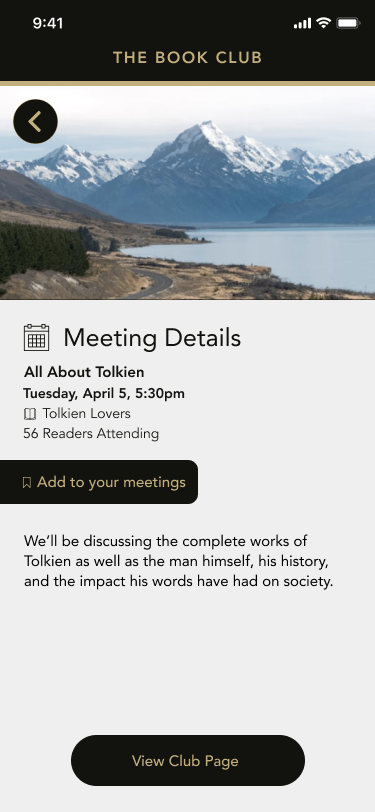 9:41
THE BOOK CLUB
Meeting Details
All About Tolkien
Tuesday, April 5, 5:30pm
Tolkien Lovers
56 Readers Attending
Add to your meetings
We’ll be discussing the complete works of
Tolkien as well as the man himself, his history,
and the impact his words have had on society.
View Club Page